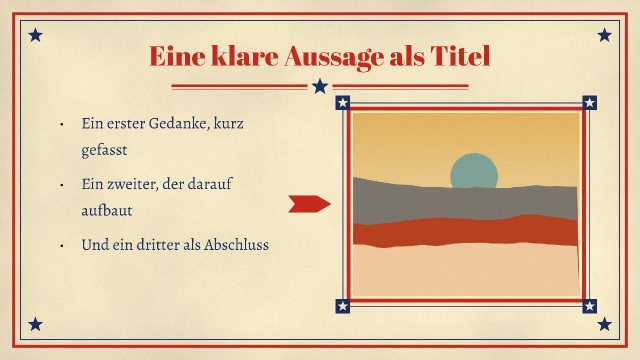 Eine klare Aussage als Titel
• Ein erster Gedanke, kurz
gefasst
• Ein zweiter, der darauf
aufbaut
• Und ein dritter als Abschluss